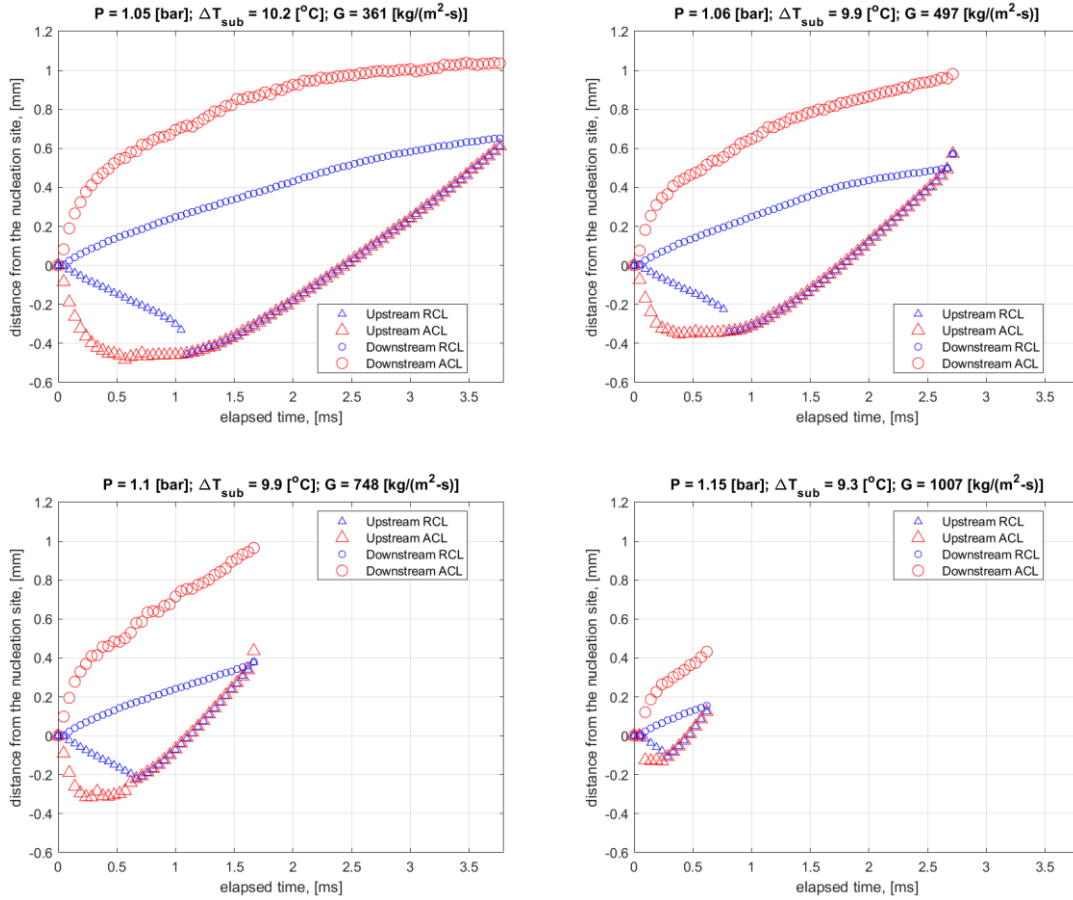 P = 1.05 [bar]; ΔT_sub = 10.2 [°C]; G = 361 [kg/(m²-s)]
1.2
1
0.8
0.6
0.4
0.2
0
-0.2
-0.4
-0.6
distance from the nucleation site, [mm]
Upstream RCL
Upstream ACL
Downstream RCL
Downstream ACL
0 0.5 1 1.5 2 2.5 3 3.5
elapsed time, [ms]
P = 1.06 [bar]; ΔT_sub = 9.9 [°C]; G = 497 [kg/(m²-s)]
1.2
1
0.8
0.6
0.4
0.2
0
-0.2
-0.4
-0.6
distance from the nucleation site, [mm]
Upstream RCL
Upstream ACL
Downstream RCL
Downstream ACL
0 0.5 1 1.5 2 2.5 3 3.5
elapsed time, [ms]
P = 1.1 [bar]; ΔT_sub = 9.9 [°C]; G = 748 [kg/(m²-s)]
1.2
1
0.8
0.6
0.4
0.2
0
-0.2
-0.4
-0.6
distance from the nucleation site, [mm]
Upstream RCL
Upstream ACL
Downstream RCL
Downstream ACL
0 0.5 1 1.5 2 2.5 3 3.5
elapsed time, [ms]
P = 1.15 [bar]; ΔT_sub = 9.3 [°C]; G = 1007 [kg/(m²-s)]
1.2
1
0.8
0.6
0.4
0.2
0
-0.2
-0.4
-0.6
distance from the nucleation site, [mm]
Upstream RCL
Upstream ACL
Downstream RCL
Downstream ACL
0 0.5 1 1.5 2 2.5 3 3.5
elapsed time, [ms]